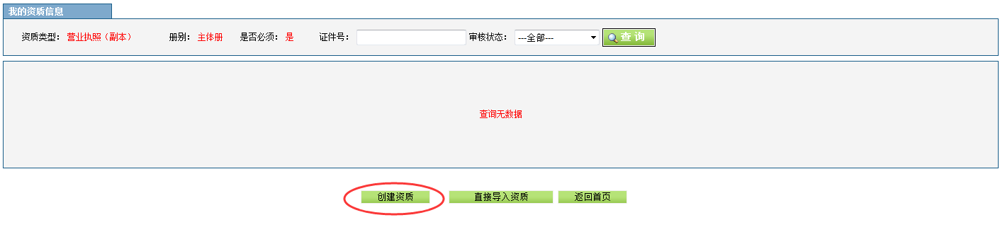 我的资质信息
资质类型： 营业执照（副本） 册别： 主体册 是否必须： 是 证件号： 审核状态： ---全部--- 查 询
查询无数据
创建资质 直接导入资质 返回首页